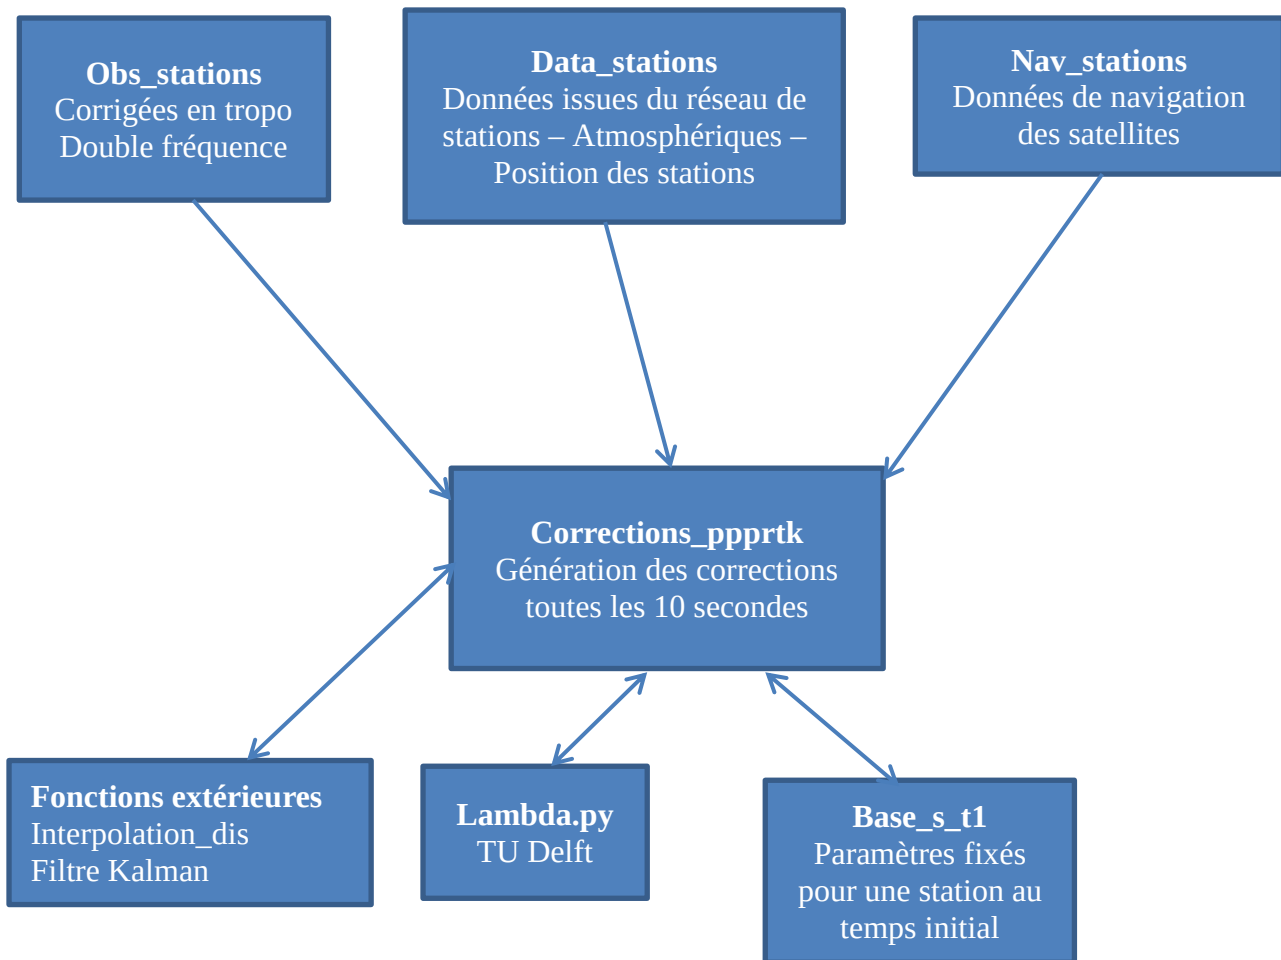 Obs_stations
Corrigées en tropo
Double fréquence
Data_stations
Données issues du réseau de
stations – Atmosphériques –
Position des stations
Nav_stations
Données de navigation
des satellites
Corrections_ppprtk
Génération des corrections
toutes les 10 secondes
Fonctions extérieures
Interpolation_dis
Filtre Kalman
Lambda.py
TU Delft
Base_s_t1
Paramètres fixés
pour une station au
temps initial